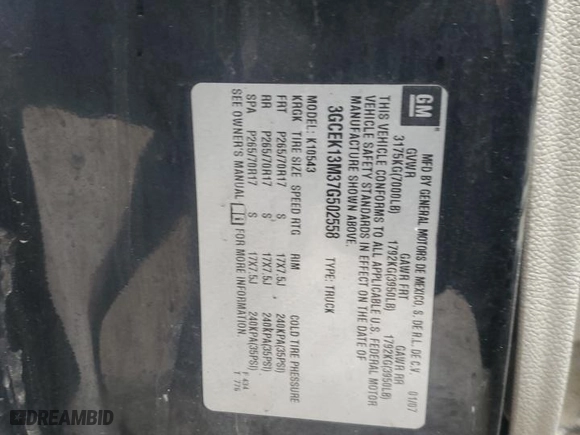 GM
MFD BY GENERAL MOTORS DE MEXICO, S. DE R.L. DE C.V.
01/07
GVWR GAWR FRT GAWR RR
3175KG(7000LB) 1792KG(3950LB) 1792KG(3950LB)
THIS VEHICLE CONFORMS TO ALL APPLICABLE U.S. FEDERAL MOTOR
VEHICLE SAFETY STANDARDS IN EFFECT ON THE DATE OF
MANUFACTURE SHOWN ABOVE.
3GCEK13M37G502558 TYPE: TRUCK
MODEL: K10543
KRGK TIRE SIZE SPEED RTG RIM COLD TIRE PRESSURE
FRT P265/70R17 S 17X7.5J 240KPA(35PSI)
RR P265/70R17 S 17X7.5J 240KPA(35PSI)
SPA P265/70R17 S 17X7.5J 240KPA(35PSI)
SEE OWNER'S MANUAL FOR MORE INFORMATION.
F 434
T 776
DREAMBID